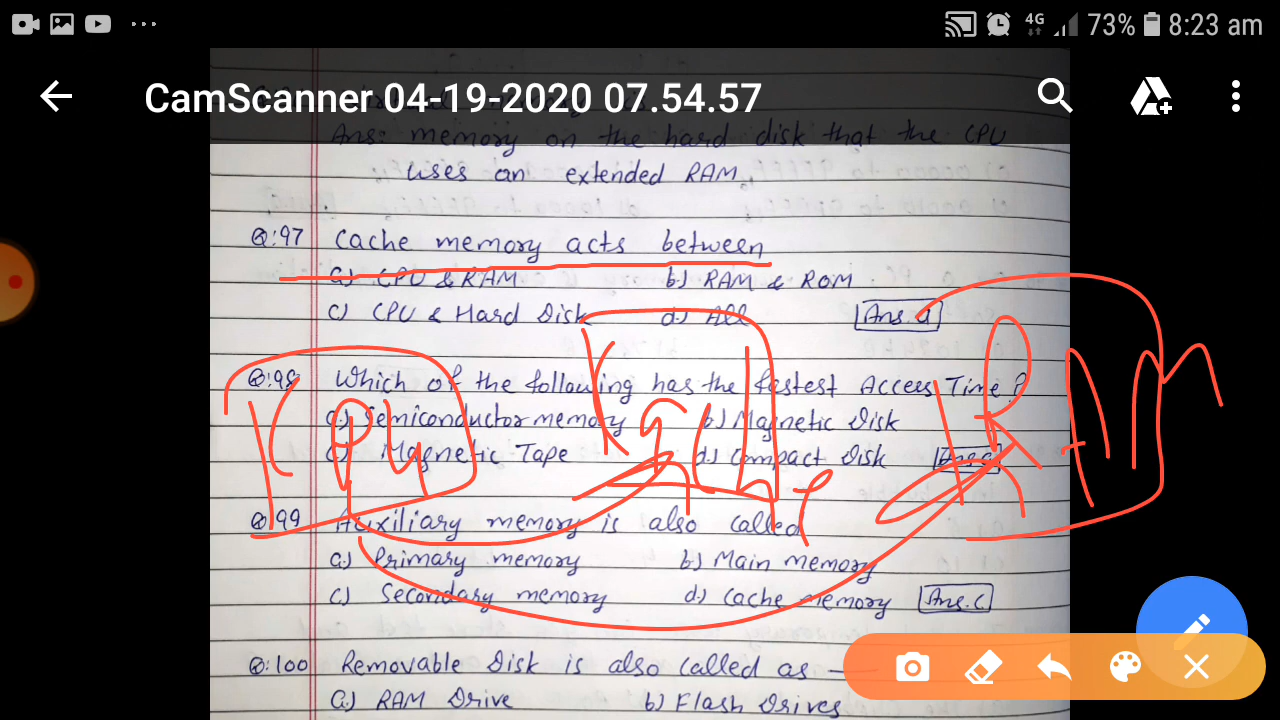 4G 73% 8:23 am
CamScanner 04-19-2020 07.54.57
Ans: memory on the hard disk that the CPU
uses an extended RAM
Q:97 Cache memory acts between
a) CPU & RAM b) RAM & ROM
c) CPU & Hard Disk d) All Ans. a
Q:98 Which of the following has the fastest Access Time?
a) Semiconductor memory b) Magnetic Disk
c) Magnetic Tape d) Compact Disk Ans a
Q:99 Auxiliary memory is also called
a.) Primary memory b) Main memory
c) Secondary memory d) Cache memory Ans. c
Q:100 Removable Disk is also called as —
a.) RAM Drive b) Flash Drives
RAM